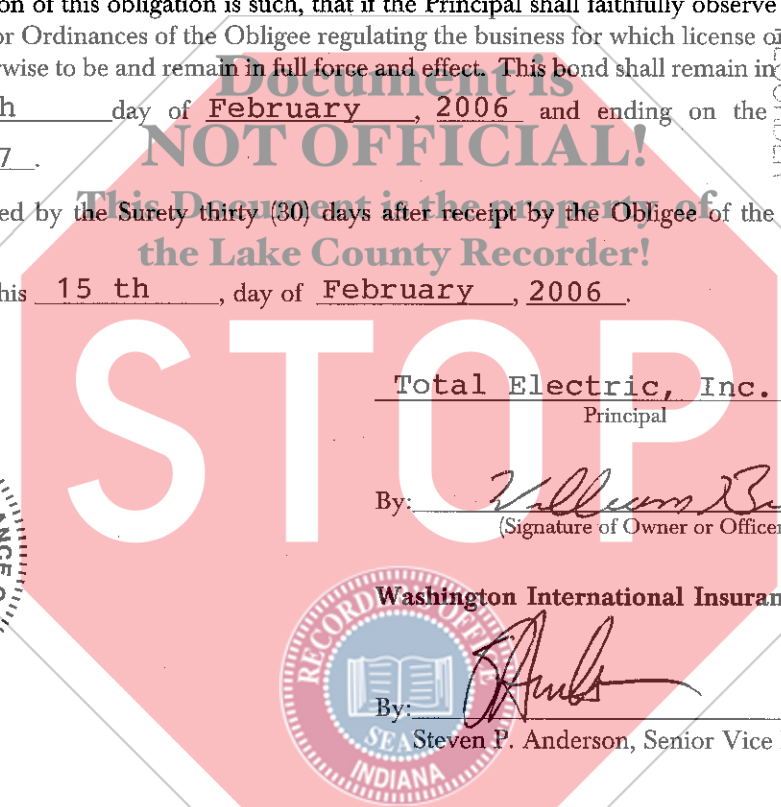 on of this obligation is such, that if the Principal shall faithfully observe
or Ordinances of the Obligee regulating the business for which license or
rwise to be and remain in full force and effect. This bond shall remain in
Document is
h day of February, 2006 and ending on the
NOT OFFICIAL!
7.
This Document is the property of
ed by the Surety thirty (30) days after receipt by the Obligee of the
the Lake County Recorder!
his 15 th, day of February, 2006.
STOP
Total Electric, Inc.
Principal
By: William
(Signature of Owner or Officer
Washington International Insuran
RECORDER'S OFFICE
By:
SEAL
Steven P. Anderson, Senior Vice
INDIANA